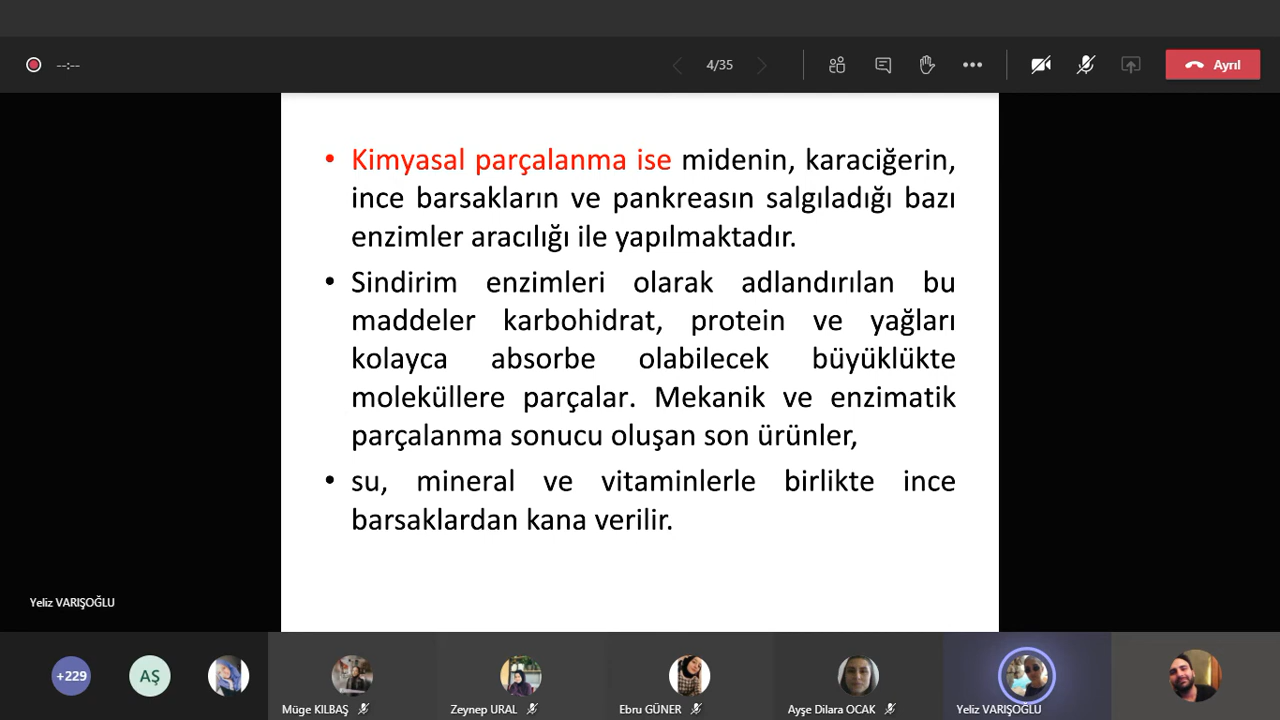 --:--
4/35
Ayrıl
• Kimyasal parçalanma ise midenin, karaciğerin,
ince barsakların ve pankreasın salgıladığı bazı
enzimler aracılığı ile yapılmaktadır.
• Sindirim enzimleri olarak adlandırılan bu
maddeler karbohidrat, protein ve yağları
kolayca absorbe olabilecek büyüklükte
moleküllere parçalar. Mekanik ve enzimatik
parçalanma sonucu oluşan son ürünler,
• su, mineral ve vitaminlerle birlikte ince
barsaklardan kana verilir.
Yeliz VARIŞOĞLU
+229
AŞ
Müge KILBAŞ
Zeynep URAL
Ebru GÜNER
Ayşe Dilara OCAK
Yeliz VARIŞOĞLU